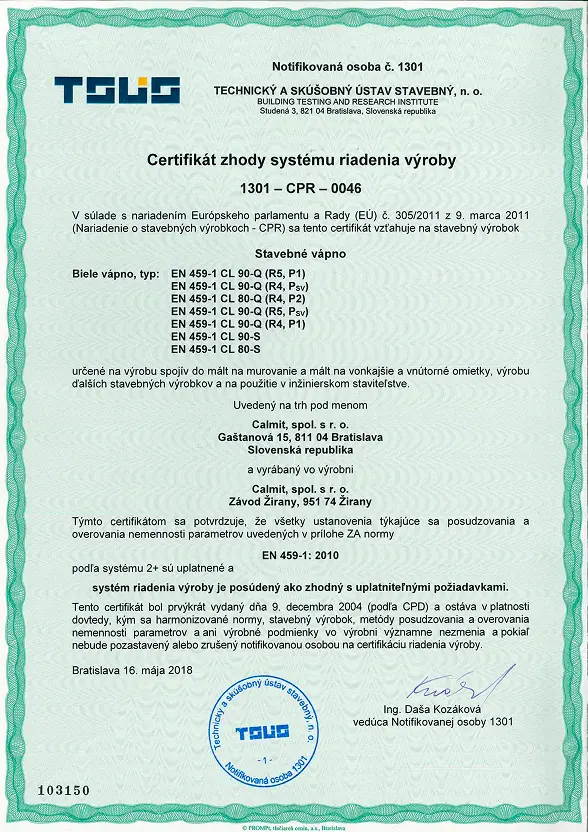 Notifikovaná osoba č. 1301
TSUS
TECHNICKÝ A SKÚŠOBNÝ ÚSTAV STAVEBNÝ, n. o.
BUILDING TESTING AND RESEARCH INSTITUTE
Studená 3, 821 04 Bratislava, Slovenská republika
Certifikát zhody systému riadenia výroby
1301 – CPR – 0046
V súlade s nariadením Európskeho parlamentu a Rady (EÚ) č. 305/2011 z 9. marca 2011
(Nariadenie o stavebných výrobkoch - CPR) sa tento certifikát vzťahuje na stavebný výrobok
Stavebné vápno
Biele vápno, typ: EN 459-1 CL 90-Q (R5, P1)
EN 459-1 CL 90-Q (R4, PSV)
EN 459-1 CL 80-Q (R4, P2)
EN 459-1 CL 90-Q (R5, PSV)
EN 459-1 CL 90-Q (R4, P1)
EN 459-1 CL 90-S
EN 459-1 CL 80-S
určené na výrobu spojív do mált na murovanie a mált na vonkajšie a vnútorné omietky, výrobu
ďalších stavebných výrobkov a na použitie v inžinierskom staviteľstve.
Uvedený na trh pod menom
Calmit, spol. s r. o.
Gaštanová 15, 811 04 Bratislava
Slovenská republika
a vyrábaný vo výrobni
Calmit, spol. s r. o.
Závod Žirany, 951 74 Žirany
Týmto certifikátom sa potvrdzuje, že všetky ustanovenia týkajúce sa posudzovania a
overovania nemennosti parametrov uvedených v prílohe ZA normy
EN 459-1: 2010
podľa systému 2+ sú uplatnené a
systém riadenia výroby je posúdený ako zhodný s uplatniteľnými požiadavkami.
Tento certifikát bol prvýkrát vydaný dňa 9. decembra 2004 (podľa CPD) a ostáva v platnosti
dovtedy, kým sa harmonizované normy, stavebný výrobok, metódy posudzovania a overovania
nemennosti parametrov a ani výrobné podmienky vo výrobni významne nezmenia a pokiaľ
nebude pozastavený alebo zrušený notifikovanou osobou na certifikáciu riadenia výroby.
Bratislava 16. mája 2018
Technický a skúšobný ústav stavebný, n. o.
TSUS
- 1 -
Notifikovaná osoba 1301
Ing. Daša Kozáková
vedúca Notifikovanej osoby 1301
103150
© PROMPt, tlačiareň cenín, a.s., Bratislava